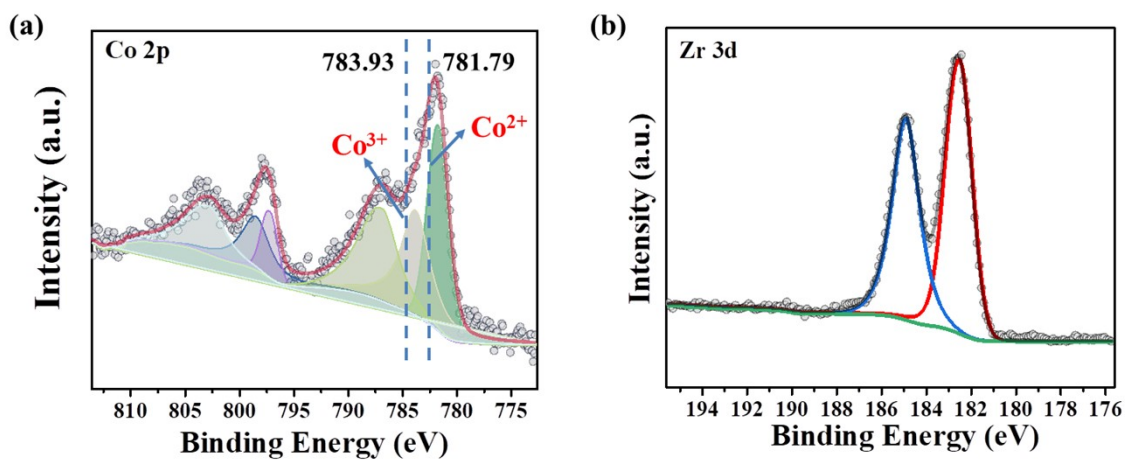 (a)
Co 2p
783.93
781.79
Co3+
Co2+
Intensity (a.u.)
810 805 800 795 790 784 780 775
Binding Energy (eV)
(b)
Zr 3d
Intensity (a.u.)
194 192 190 188 186 184 182 180 178 176
Binding Energy (eV)